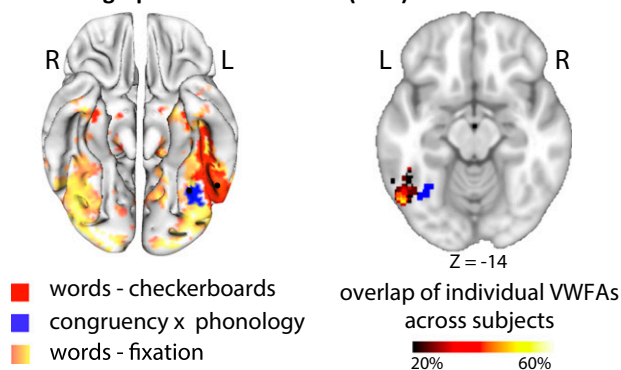 R
L
L
R
Z = -14
words - checkerboards
congruency x phonology
words - fixation
overlap of individual VWFAs
across subjects
20%
60%